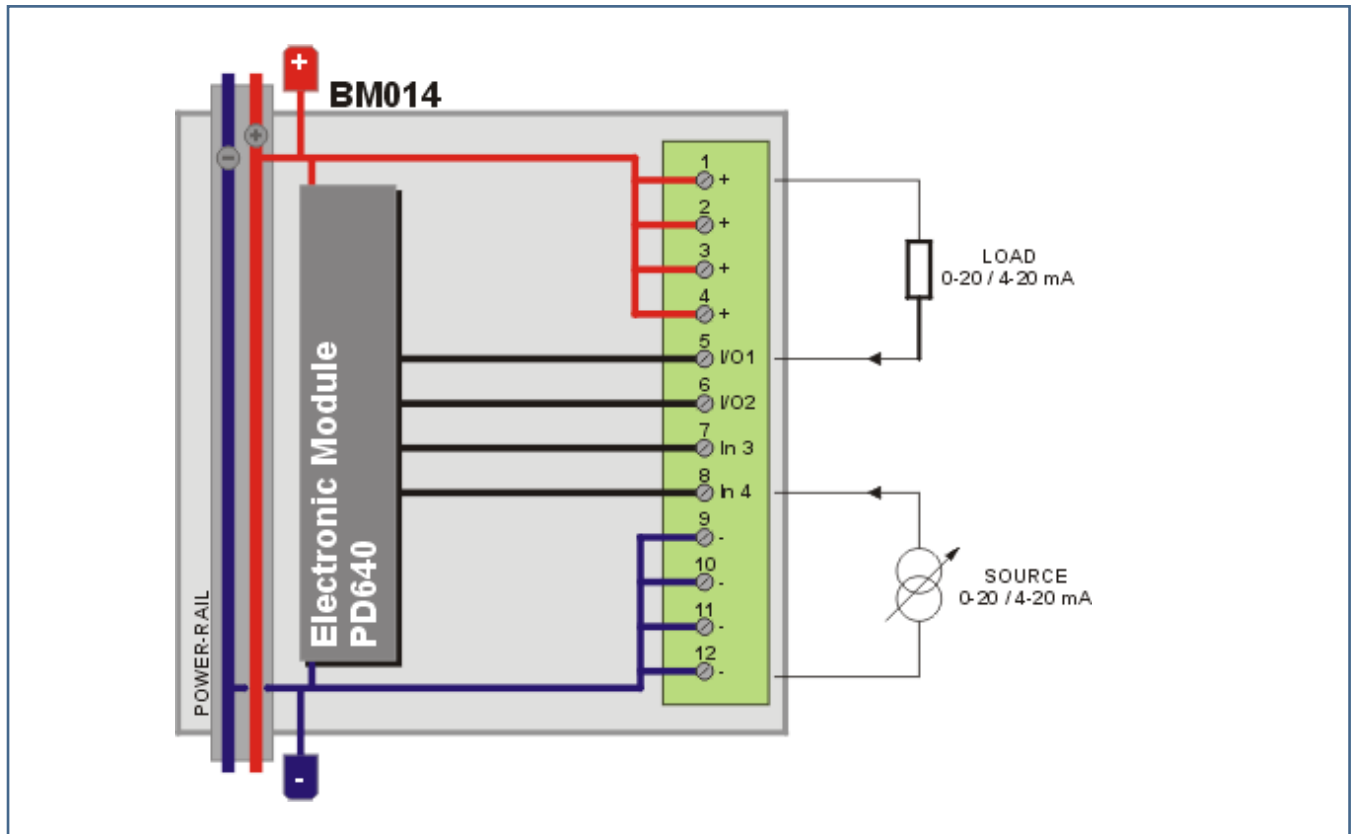 +
BM014
+
-
POWER-RAIL
Electronic Module
PD640
1
+
2
+
3
+
4
+
5
I/O1
6
I/O2
7
In 3
8
In 4
9
-
10
-
11
-
12
-
LOAD
0-20 / 4-20 mA
SOURCE
0-20 / 4-20 mA
-